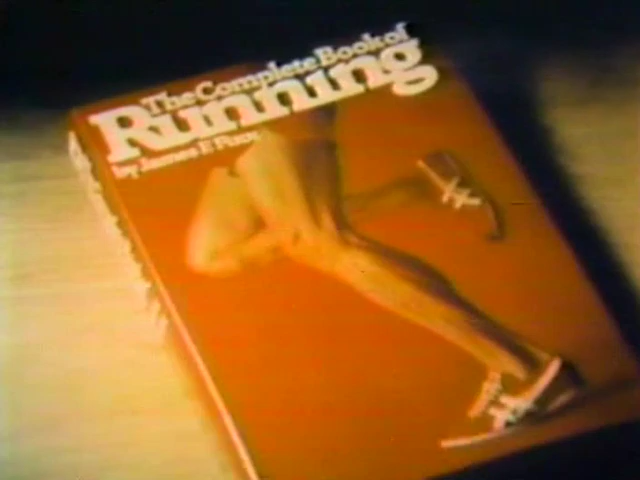 The Complete Book of
Running
by James F. Fixx